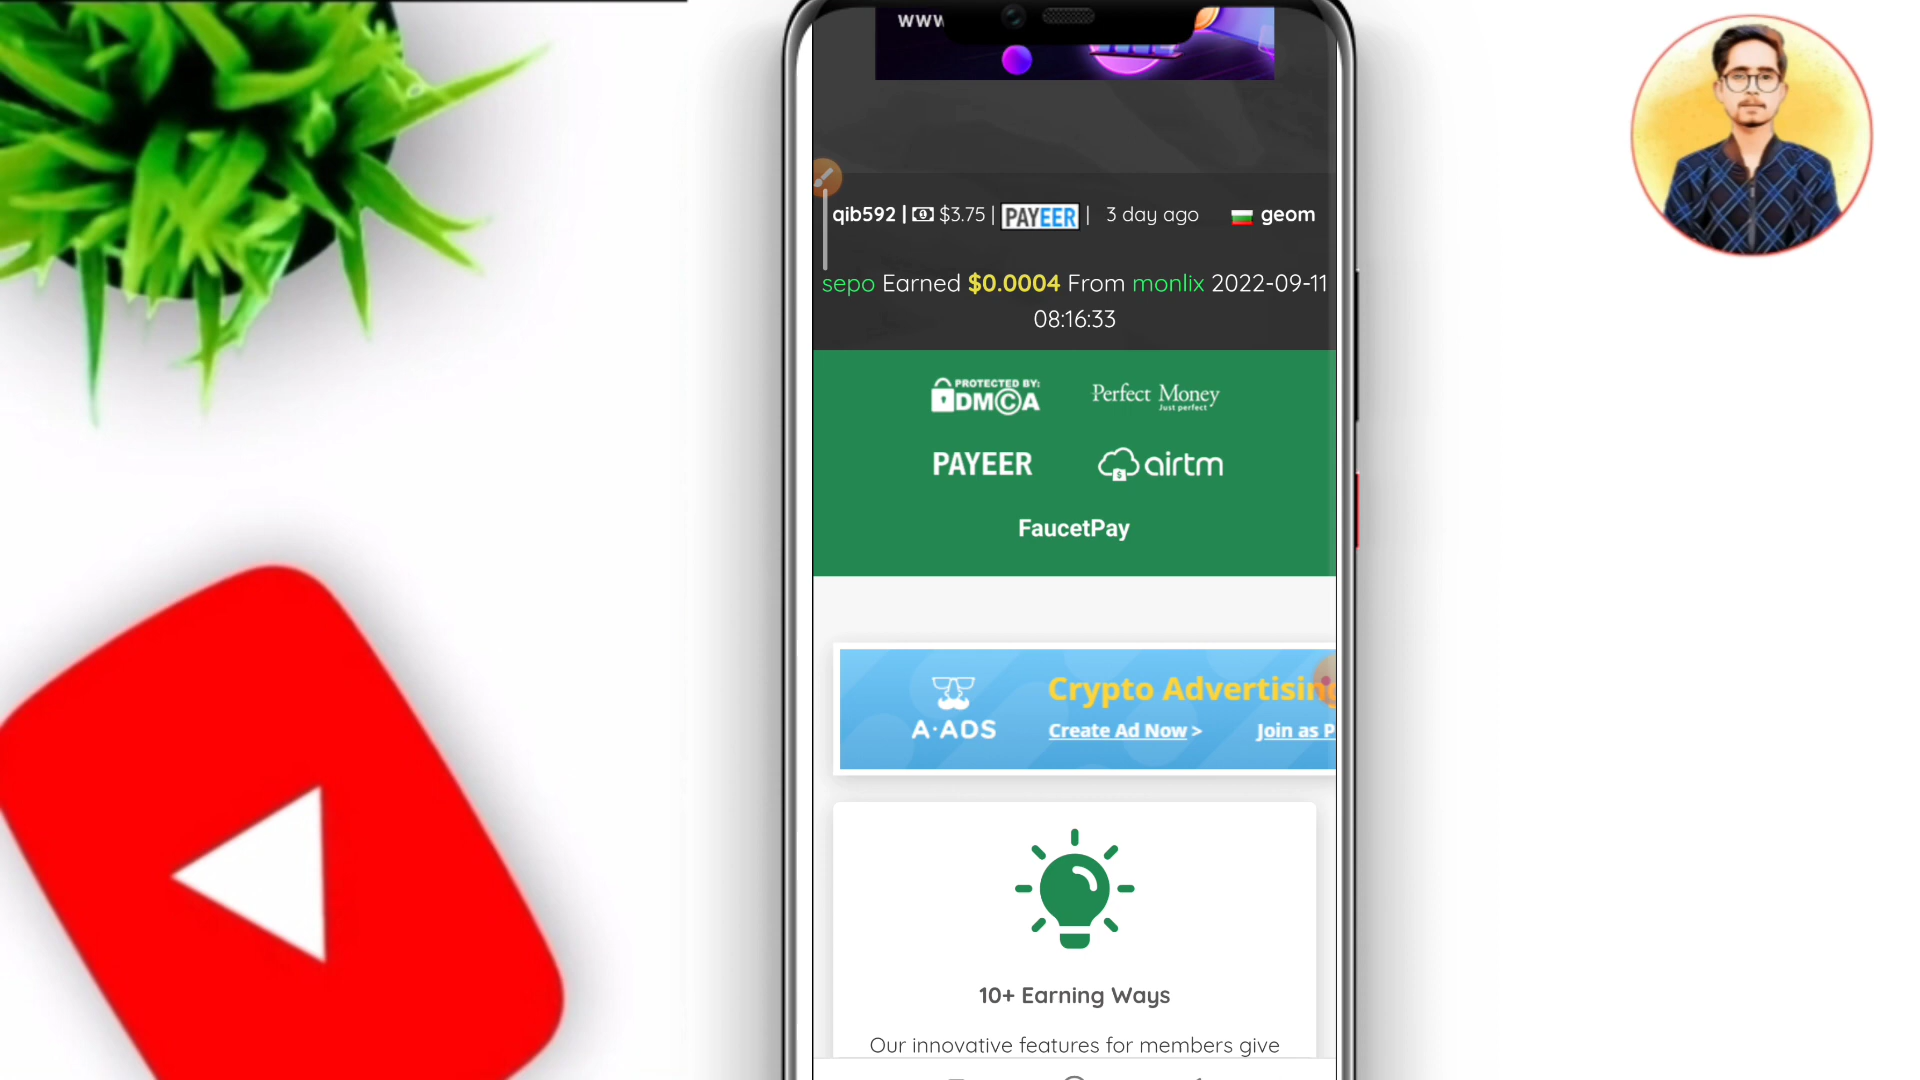 www
qib592 | $3.75 | PAYEER | 3 day ago geom
sepo Earned $0.0004 From monlix 2022-09-11
08:16:33
PROTECTED BY:
DMCA
Perfect Money
Just perfect
PAYEER
airtm
FaucetPay
A-ADS
Crypto Advertising
Create Ad Now >
Join as P
10+ Earning Ways
Our innovative features for members give